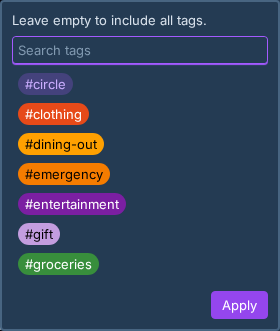 Leave empty to include all tags.
Search tags
#circle
#clothing
#dining-out
#emergency
#entertainment
#gift
#groceries
Apply